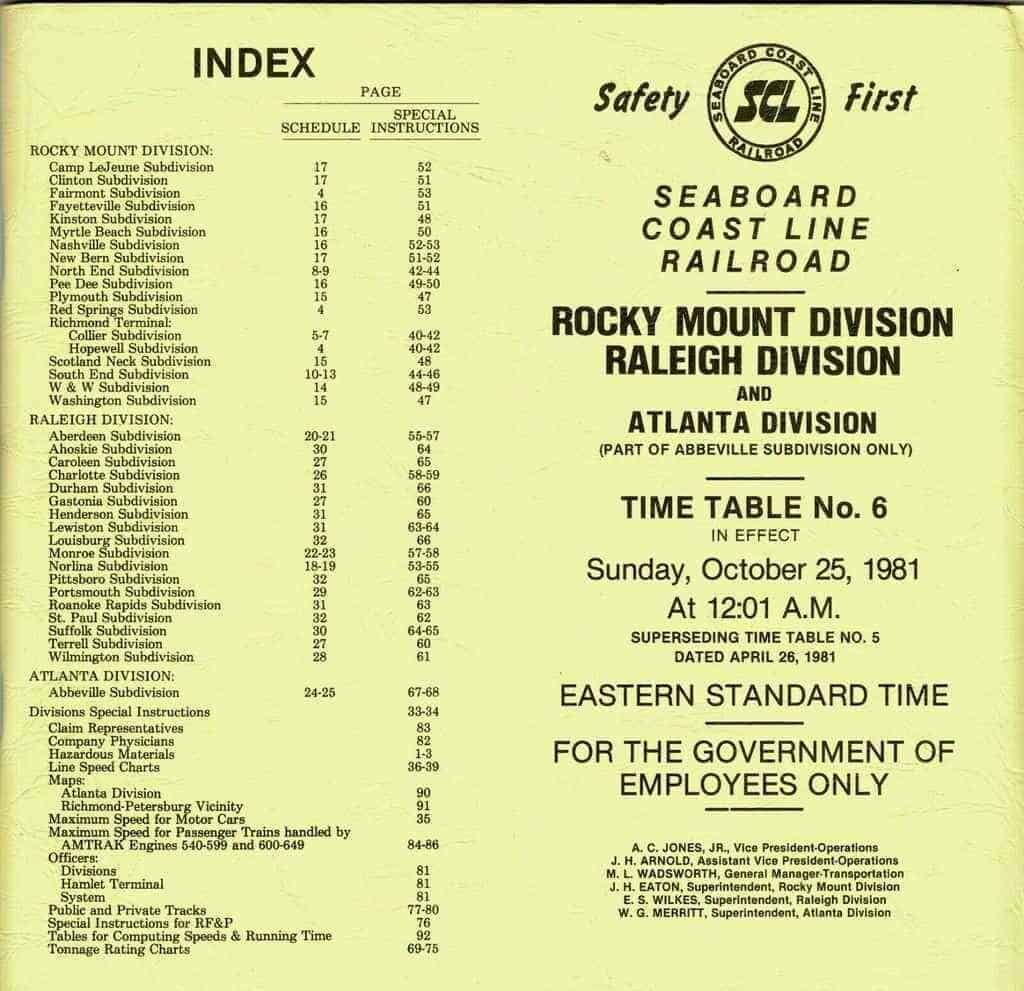 INDEX
PAGE
SCHEDULE SPECIAL INSTRUCTIONS
ROCKY MOUNT DIVISION:
Camp LeJeune Subdivision 17 52
Clinton Subdivision 17 51
Fairmont Subdivision 4 53
Fayetteville Subdivision 16 51
Kinston Subdivision 17 48
Myrtle Beach Subdivision 16 50
Nashville Subdivision 16 52-53
New Bern Subdivision 17 51-52
North End Subdivision 8-9 42-44
Pee Dee Subdivision 16 49-50
Plymouth Subdivision 15 47
Red Springs Subdivision 4 53
Richmond Terminal:
Collier Subdivision 5-7 40-42
Hopewell Subdivision 4 40-42
Scotland Neck Subdivision 15 48
South End Subdivision 10-13 44-46
W & W Subdivision 14 48-49
Washington Subdivision 15 47
RALEIGH DIVISION:
Aberdeen Subdivision 20-21 55-57
Ahoskie Subdivision 30 64
Caroleen Subdivision 27 65
Charlotte Subdivision 26 58-59
Durham Subdivision 31 66
Gastonia Subdivision 27 60
Henderson Subdivision 31 65
Lewiston Subdivision 31 63-64
Louisburg Subdivision 32 66
Monroe Subdivision 22-23 57-58
Norlina Subdivision 18-19 53-55
Pittsboro Subdivision 32 65
Portsmouth Subdivision 29 62-63
Roanoke Rapids Subdivision 31 63
St. Paul Subdivision 32 62
Suffolk Subdivision 30 64-65
Terrell Subdivision 27 60
Wilmington Subdivision 28 61
ATLANTA DIVISION:
Abbeville Subdivision 24-25 67-68
Divisions Special Instructions 33-34
Claim Representatives 83
Company Physicians 82
Hazardous Materials 1-3
Line Speed Charts 36-39
Maps:
Atlanta Division 90
Richmond-Petersburg Vicinity 91
Maximum Speed for Motor Cars 35
Maximum Speed for Passenger Trains handled by
AMTRAK Engines 540-599 and 600-649 84-86
Officers:
Divisions 81
Hamlet Terminal 81
System 81
Public and Private Tracks 77-80
Special Instructions for RF&P 76
Tables for Computing Speeds & Running Time 92
Tonnage Rating Charts 69-75
Safety First
SEABOARD COAST LINE
SCL
RAILROAD
SEABOARD
COAST LINE
RAILROAD
ROCKY MOUNT DIVISION
RALEIGH DIVISION
AND
ATLANTA DIVISION
(PART OF ABBEVILLE SUBDIVISION ONLY)
TIME TABLE No. 6
IN EFFECT
Sunday, October 25, 1981
At 12:01 A.M.
SUPERSEDING TIME TABLE NO. 5
DATED APRIL 26, 1981
EASTERN STANDARD TIME
FOR THE GOVERNMENT OF
EMPLOYEES ONLY
A. C. JONES, JR., Vice President-Operations
J. H. ARNOLD, Assistant Vice President-Operations
M. L. WADSWORTH, General Manager-Transportation
J. H. EATON, Superintendent, Rocky Mount Division
E. S. WILKES, Superintendent, Raleigh Division
W. G. MERRITT, Superintendent, Atlanta Division